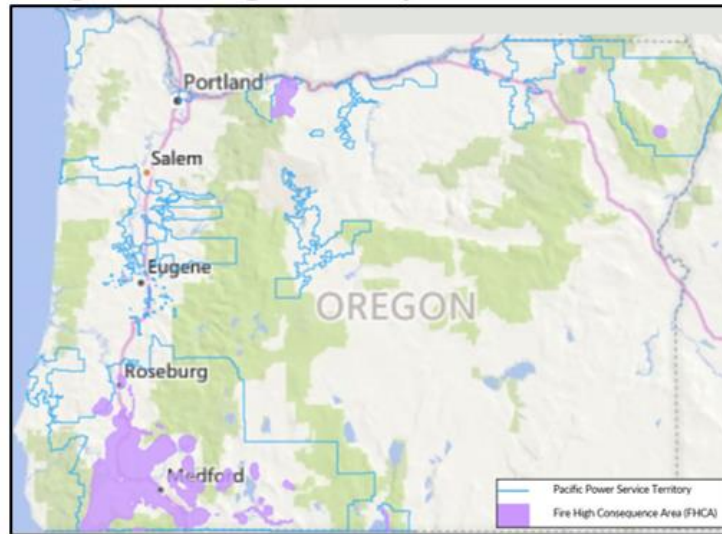 Portland
Salem
Eugene
OREGON
Roseburg
Medford
Pacific Power Service Territory
Fire High Consequence Area (FHCA)